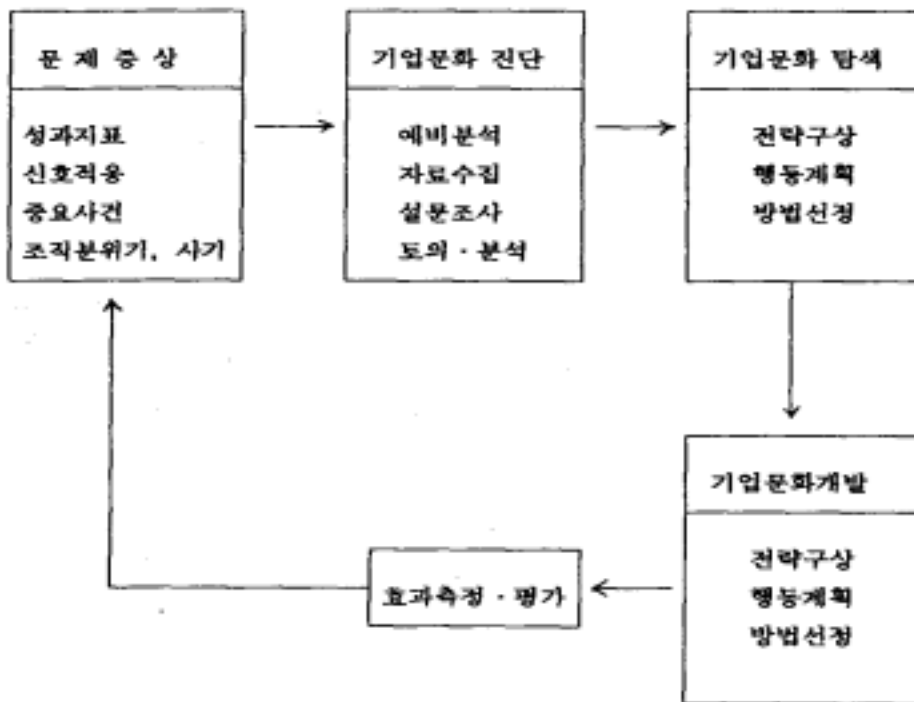 문 제 증 상
성과지표
신호적응
중요사건
조직분위기, 사기
기업문화 진단
예비분석
자료수집
설문조사
토의 · 분석
기업문화 탐색
전략구상
행동계획
방법선정
기업문화개발
전략구상
행동계획
방법선정
효과측정 · 평가